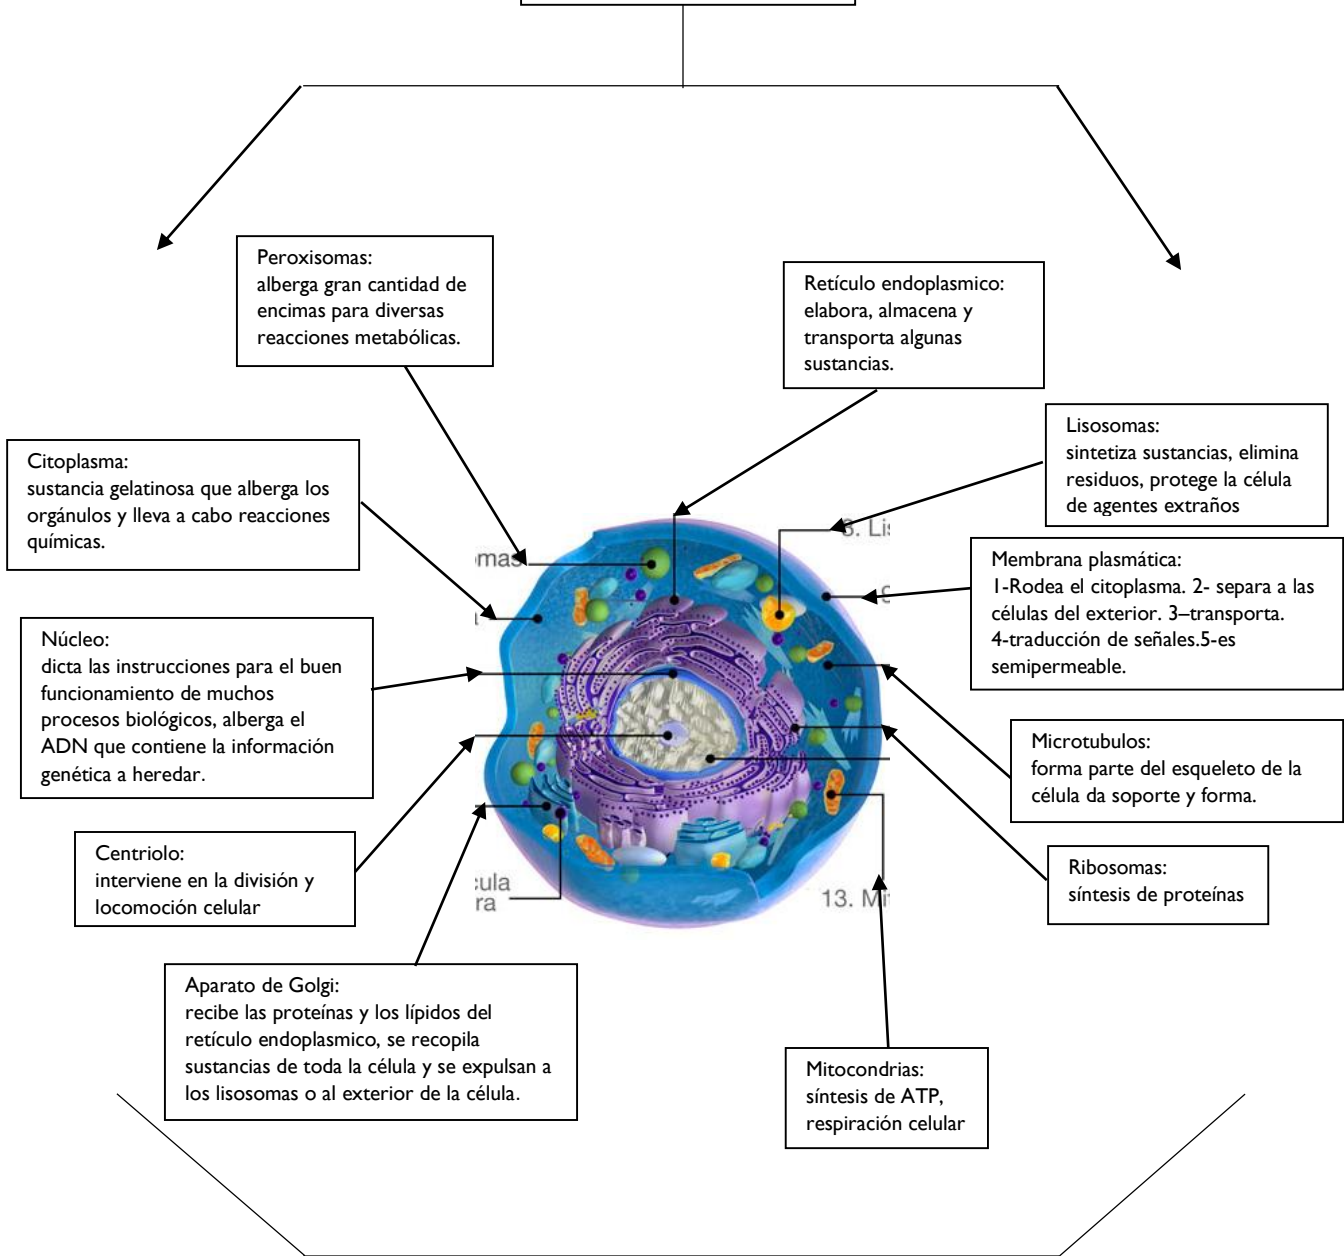 Peroxisomas:
alberga gran cantidad de
encimas para diversas
reacciones metabólicas.
Retículo endoplasmico:
elabora, almacena y
transporta algunas
sustancias.
Lisosomas:
sintetiza sustancias, elimina
residuos, protege la célula
de agentes extraños
Citoplasma:
sustancia gelatinosa que alberga los
orgánulos y lleva a cabo reacciones
químicas.
mas
Membrana plasmática:
1-Rodea el citoplasma. 2- separa a las
células del exterior. 3–transporta.
4-traducción de señales.5-es
semipermeable.
Núcleo:
dicta las instrucciones para el buen
funcionamiento de muchos
procesos biológicos, alberga el
ADN que contiene la información
genética a heredar.
Microtubulos:
forma parte del esqueleto de la
célula da soporte y forma.
Centriolo:
interviene en la división y
locomoción celular
Ribosomas:
síntesis de proteínas
cula
ra
13. Mit
Aparato de Golgi:
recibe las proteínas y los lípidos del
retículo endoplasmico, se recopila
sustancias de toda la célula y se expulsan a
los lisosomas o al exterior de la célula.
Mitocondrias:
síntesis de ATP,
respiración celular